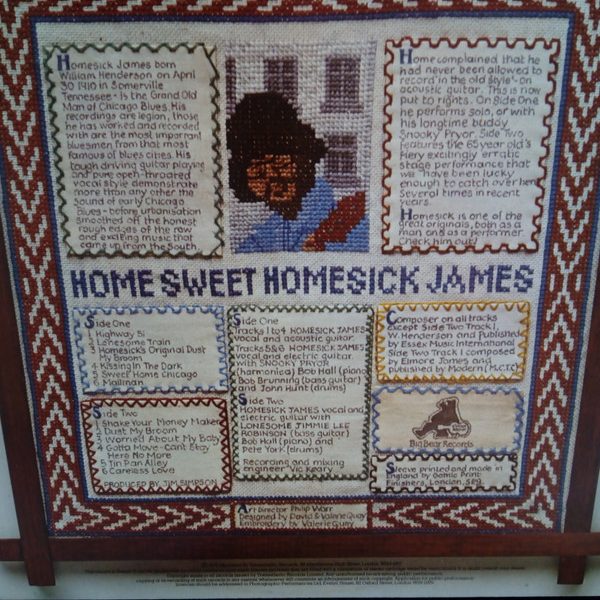 Homesick James born
William Henderson on April
30 1910 in Somerville
Tennessee - is the Grand Old
Man of Chicago Blues. His
recordings are legion, those
he has worked and recorded
with are the most important
bluesmen from that most
famous of blues cities. His
tough driving guitar playing
and pure open-throated
vocal style demonstrate
more than any other the
sound of early Chicago
Blues - before urbanisation
smoothed off the honest
rough edges of the raw
and exciting music that
came up from the South.
Home complained that he
had never been allowed to
record 'in the old style' - on
acoustic guitar. This is now
put to rights. On Side One
he performs solo, or with
his longtime buddy
Snooky Pryor. Side Two
features the 65 year old's
fiery exciting erratic
stage performance that
we have been lucky
enough to catch over here
several times in recent
years.
Homesick is one of the
great originals, both as a
man and as a performer.
Check him out!
HOME SWEET HOMESICK JAMES
Side One
1 Highway 51
2 Lonesome Train
3 Homesick's Original Dust
My Broom
4 Kissing In The Dark
5 Sweet Home Chicago
6 Mailman
Side Two
1 Shake Your Money Maker
2 Dust My Broom
3 Worried About My Baby
4 Gotta Move - Cant Stay
Here No More
5 Tin Pan Alley
6 Careless Love
PRODUCED BY JIM SIMPSON
Side One
Tracks 1 to 4 HOMESICK JAMES
vocal and acoustic guitar
Tracks 5 & 6 HOMESICK JAMES
vocal and electric guitar
with SNOOKY PRYOR
(harmonica) Bob Hall (piano)
Bob Brunning (bass guitar)
and John Hunt (drums)
Side Two
HOMESICK JAMES vocal and
electric guitar with
LONESOME JIMMIE LEE
ROBINSON (bass guitar)
Bob Hall (piano) and
Pete York (drums)
Recording and mixing
engineer Vic Keary
Composer on all tracks
except Side Two Track 1,
W. Henderson and Published
by Essex Music International
Side Two Track 1 composed
by Elmore James and
published by Modern (M.C.P.S.)
Big Bear Records
Sleeve printed and made in
England by Garrod Print
Finishers, London, SE1
Art Director Philip Warr
Designed by David & Valerie Quay
Embroidery by Valerie Quay